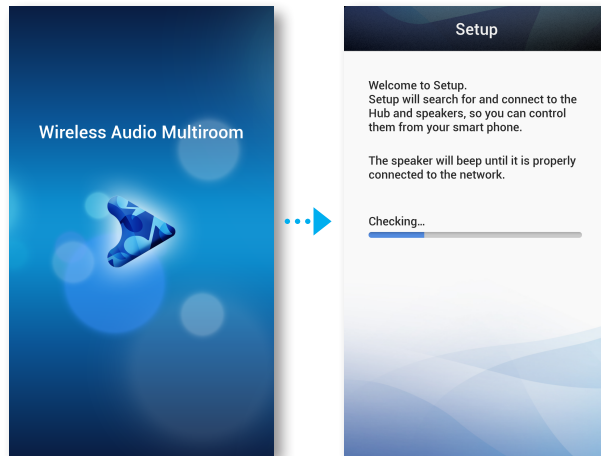 Wireless Audio Multiroom
Setup
Welcome to Setup.
Setup will search for and connect to the
Hub and speakers, so you can control
them from your smart phone.
The speaker will beep until it is properly
connected to the network.
Checking...